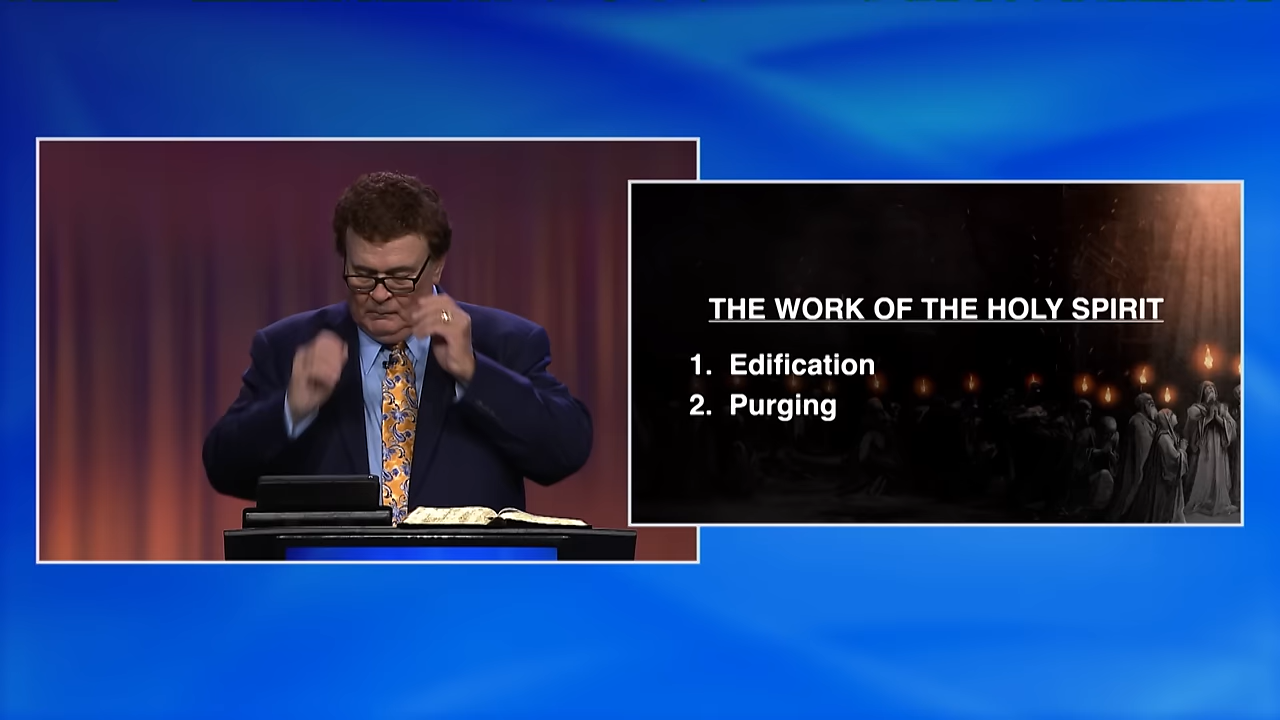 THE WORK OF THE HOLY SPIRIT
1. Edification
2. Purging